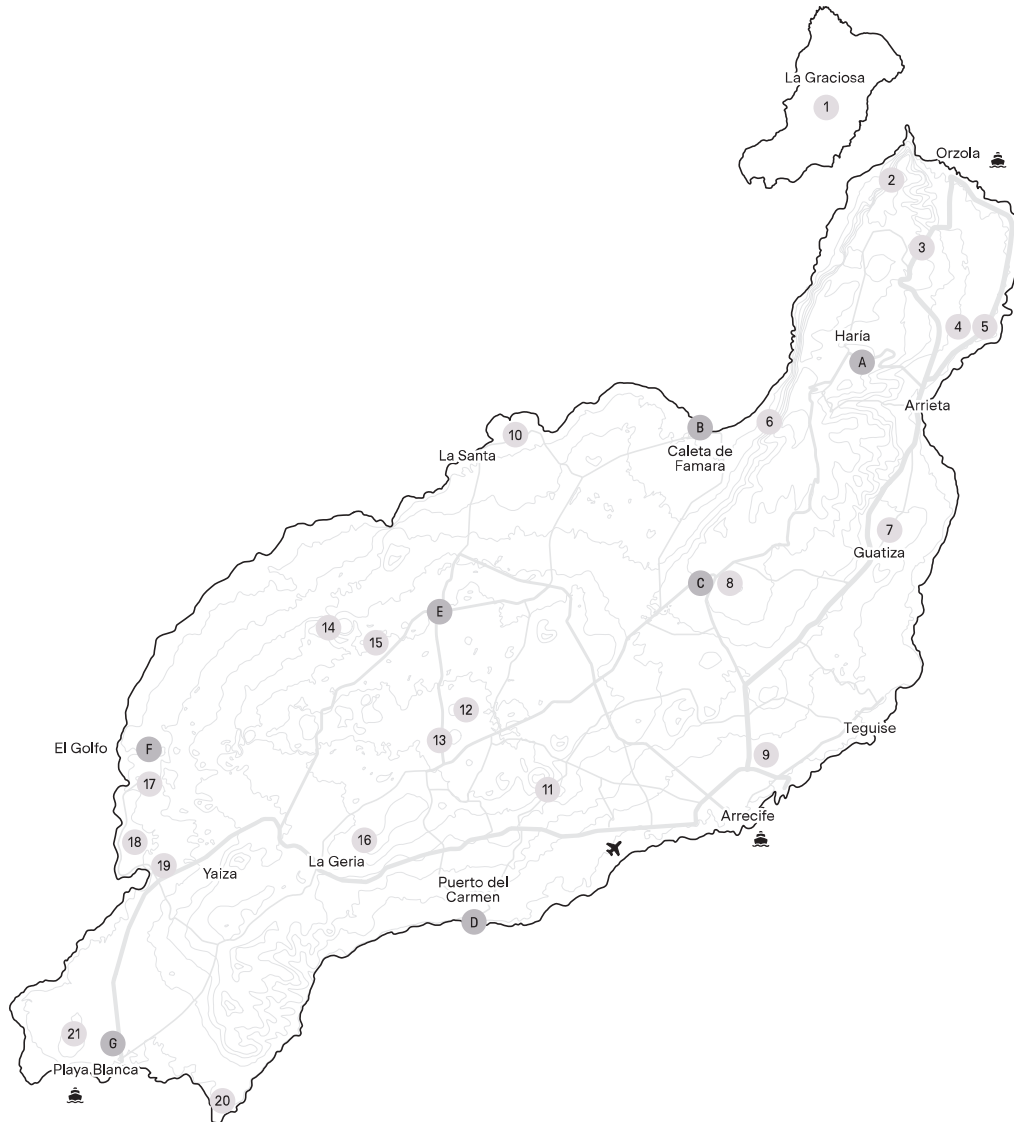 La Graciosa
1
Orzola
2
3
4
5
Haría
A
Arrieta
6
B
Caleta de
Famara
10
La Santa
7
Guatiza
C
8
E
14
15
12
13
Teguise
9
El Golfo
F
17
11
Arrecife
18
16
19
La Geria
Yaiza
Puerto del
Carmen
D
21
G
Playa Blanca
20